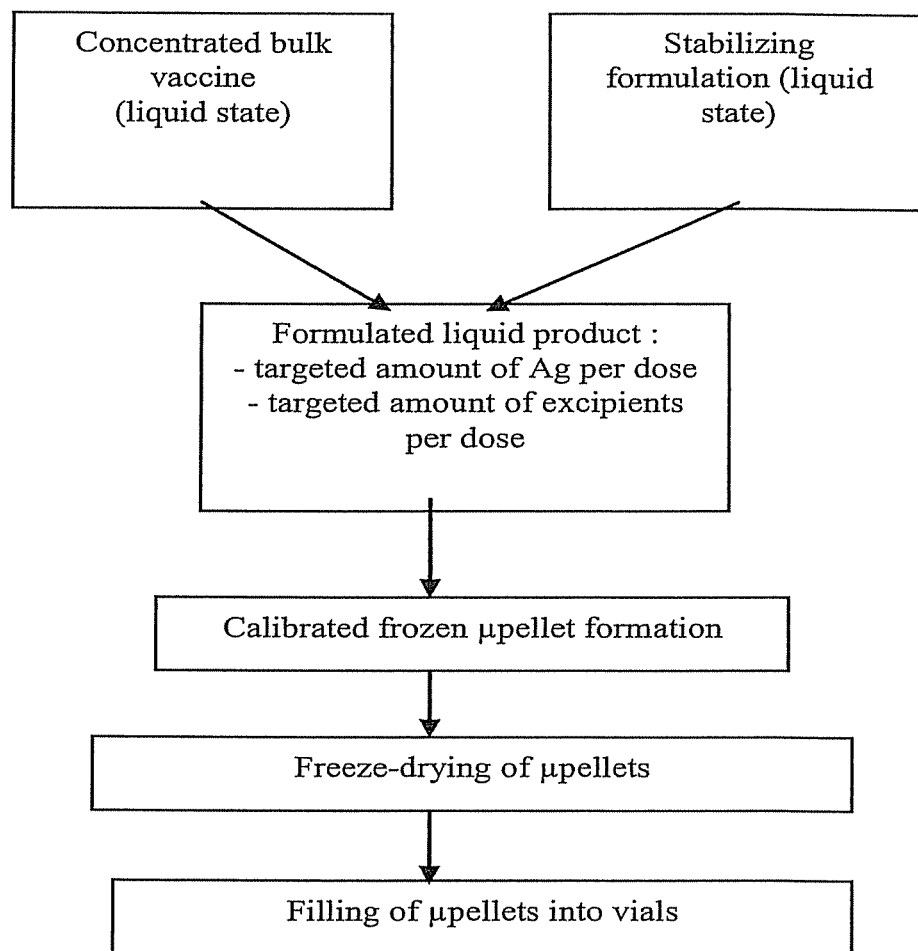 Concentrated bulk
vaccine
(liquid state)
Stabilizing
formulation (liquid
state)
Formulated liquid product :
- targeted amount of Ag per dose
- targeted amount of excipients
per dose
Calibrated frozen µpellet formation
Freeze-drying of µpellets
Filling of µpellets into vials